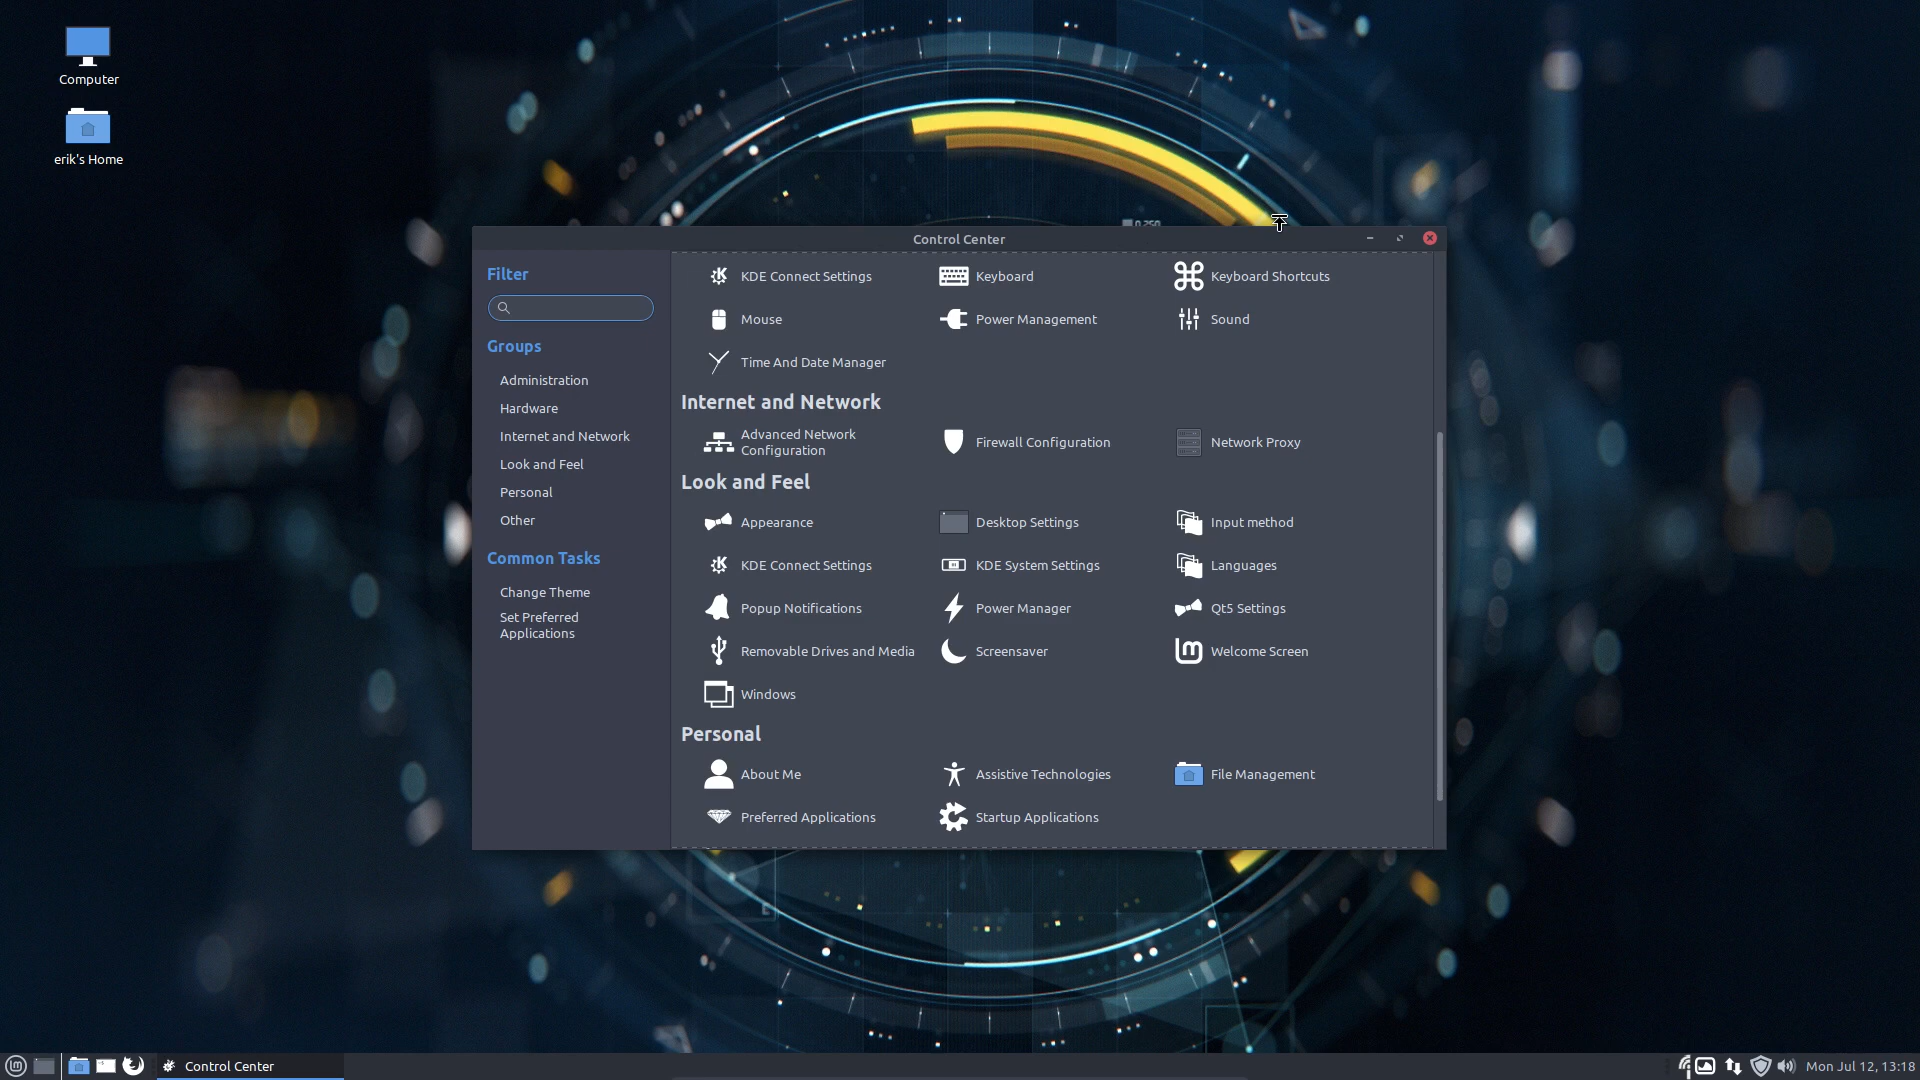 Computer
erik's Home
0.250
Control Center
Filter
Groups
Administration
Hardware
Internet and Network
Look and Feel
Personal
Other
Common Tasks
Change Theme
Set Preferred
Applications
KDE Connect Settings
Keyboard
Keyboard Shortcuts
Mouse
Power Management
Sound
Time And Date Manager
Internet and Network
Advanced Network
Configuration
Firewall Configuration
Network Proxy
Look and Feel
Appearance
Desktop Settings
Input method
KDE Connect Settings
KDE System Settings
Languages
Popup Notifications
Power Manager
Qt5 Settings
Removable Drives and Media
Screensaver
Welcome Screen
Windows
Personal
About Me
Assistive Technologies
File Management
Preferred Applications
Startup Applications
Control Center
Mon Jul 12, 13:18